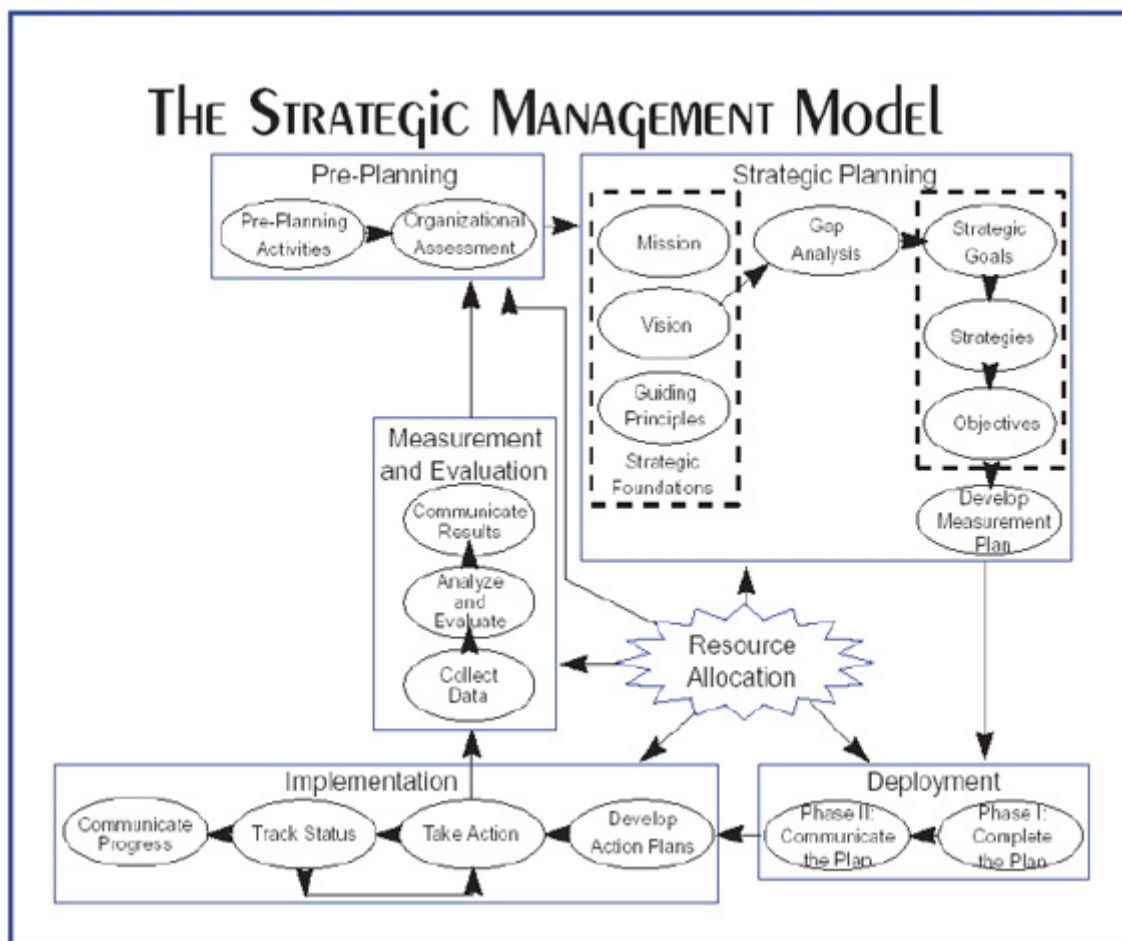 THE STRATEGIC MANAGEMENT MODEL
Pre-Planning
Pre-Planning
Activities
Organizational
Assessment
Strategic Planning
Mission
Vision
Guiding
Principles
Strategic
Foundations
Gap
Analysis
Strategic
Goals
Strategies
Objectives
Develop
Measurement
Plan
Measurement
and Evaluation
Communicate
Results
Analyze
and
Evaluate
Collect
Data
Resource
Allocation
Implementation
Communicate
Progress
Track Status
Take Action
Develop
Action Plans
Deployment
Phase II:
Communicate
the Plan
Phase I:
Complete
the Plan